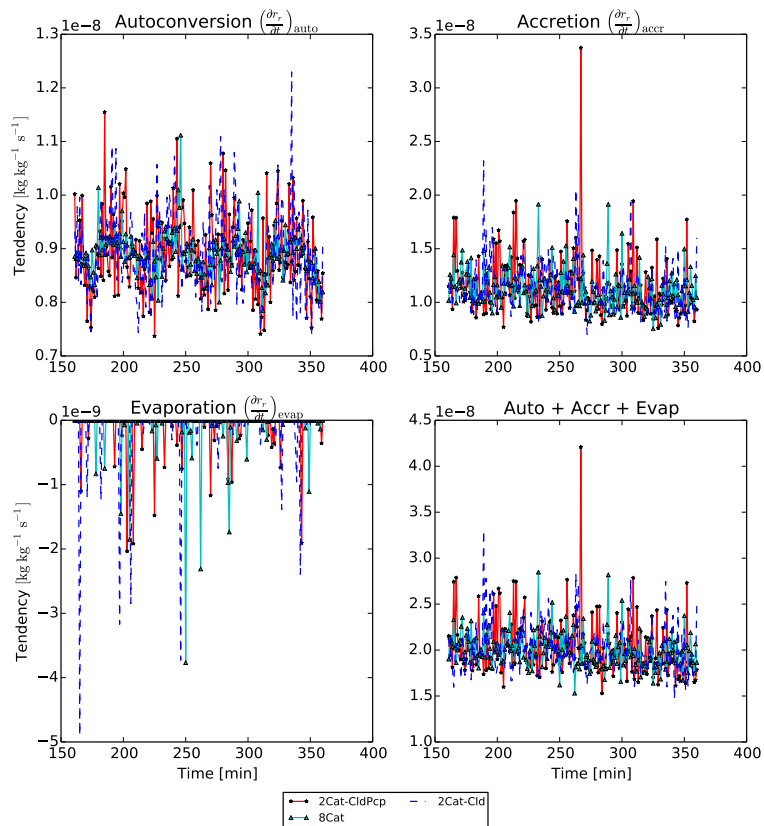 Autoconversion (∂r_r/∂t)_auto
1e−8
1.3
1.2
1.1
1.0
0.9
0.8
0.7
Tendency [kg kg⁻¹ s⁻¹]
150 200 250 300 350 400
Accretion (∂r_r/∂t)_accr
1e−8
3.5
3.0
2.5
2.0
1.5
1.0
0.5
150 200 250 300 350 400
Evaporation (∂r_r/∂t)_evap
1e−9
0
−1
−2
−3
−4
−5
Tendency [kg kg⁻¹ s⁻¹]
150 200 250 300 350 400
Time [min]
Auto + Accr + Evap
1e−8
4.5
4.0
3.5
3.0
2.5
2.0
1.5
1.0
150 200 250 300 350 400
Time [min]
2Cat-CldPcp 2Cat-Cld
8Cat